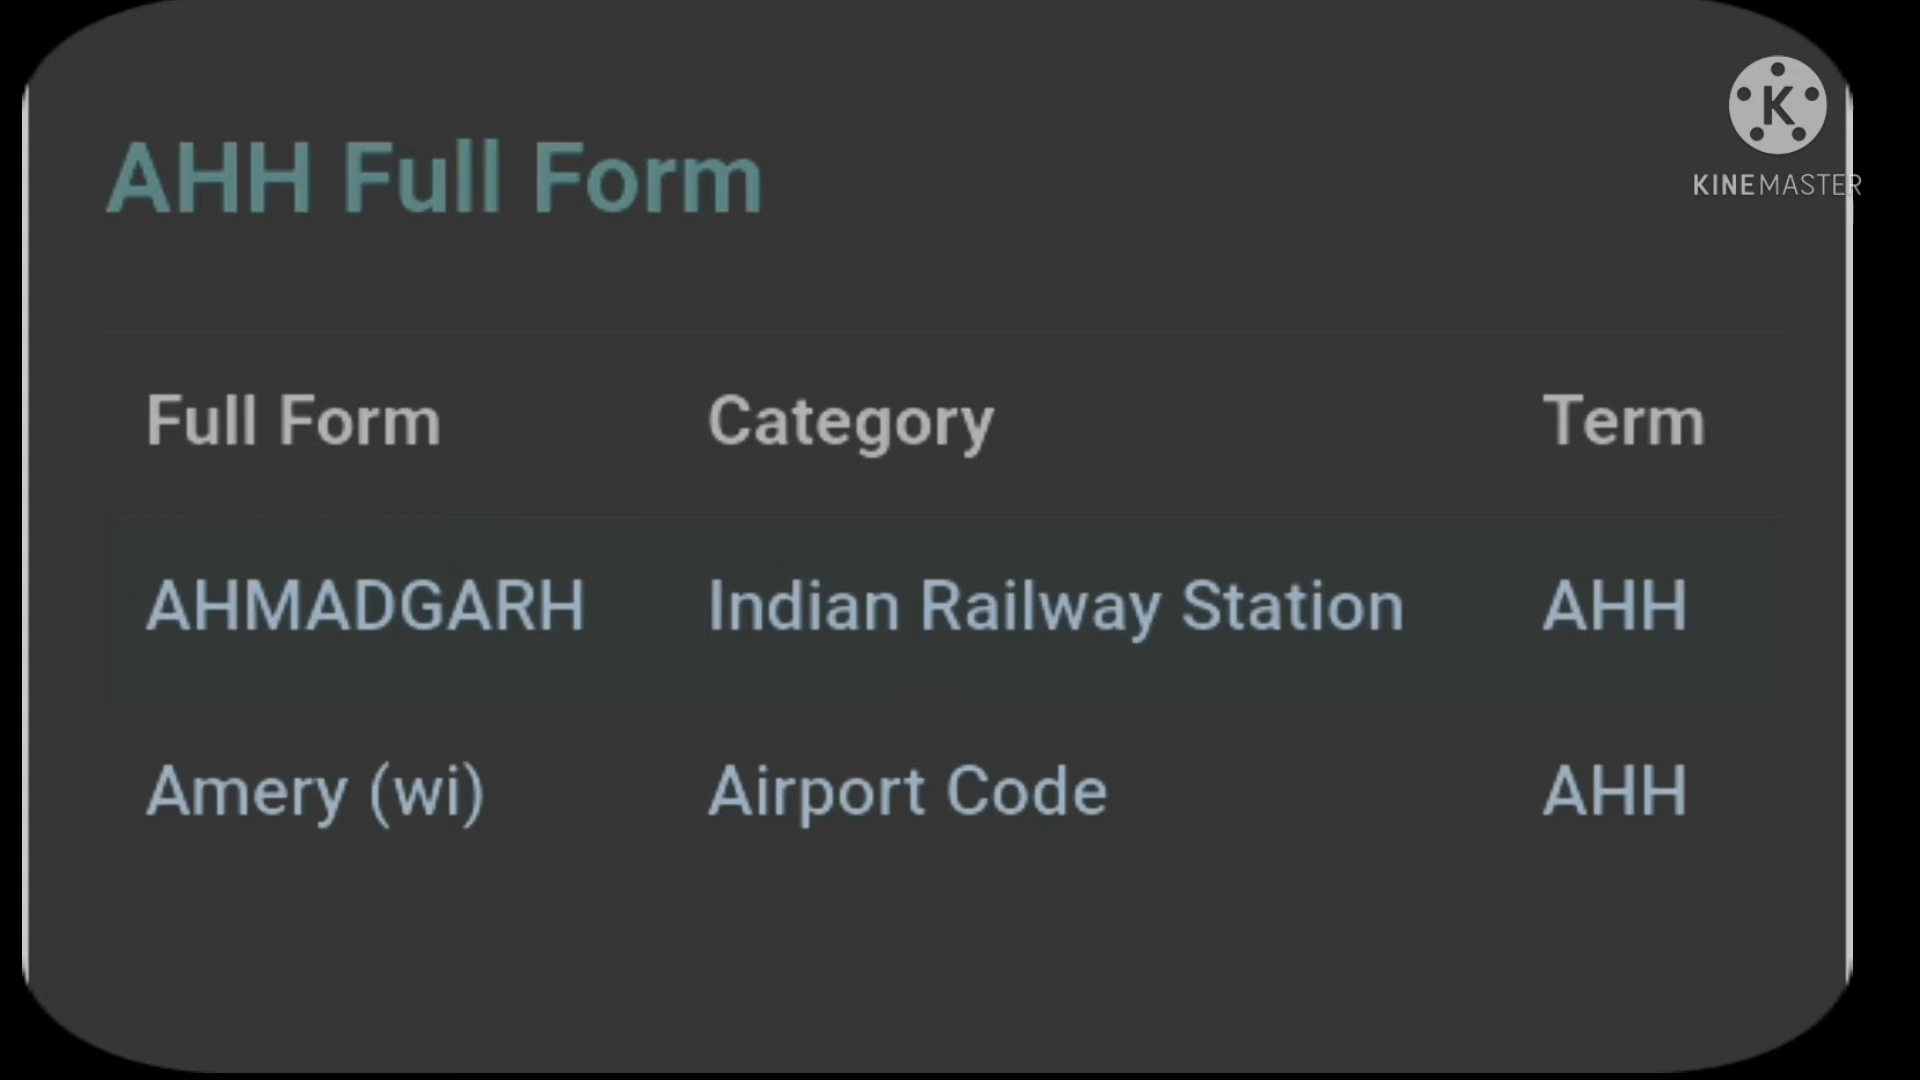 AHH Full Form
K
KINEMASTER
Full Form Category Term
AHMADGARH Indian Railway Station AHH
Amery (wi) Airport Code AHH